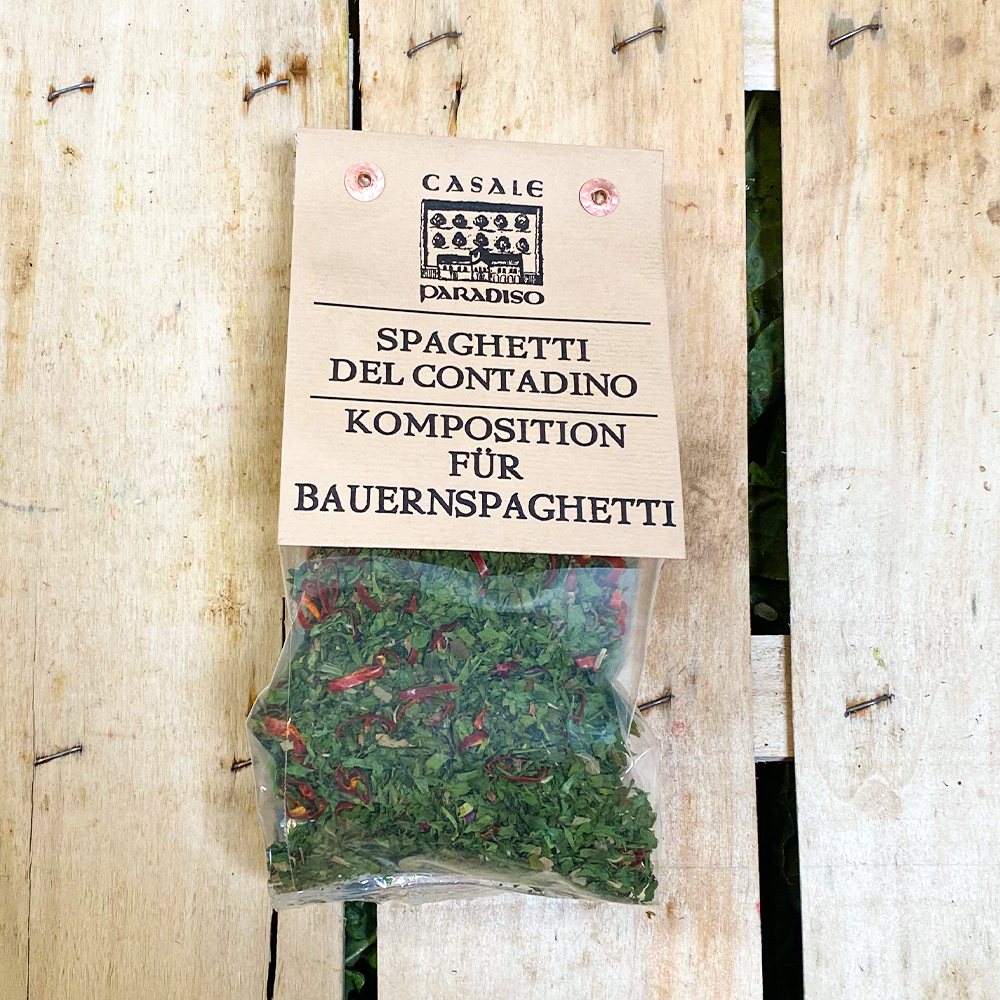 CASALE
PARADISO
SPAGHETTI
DEL CONTADINO
KOMPOSITION
FÜR
BAUERNSPAGHETTI